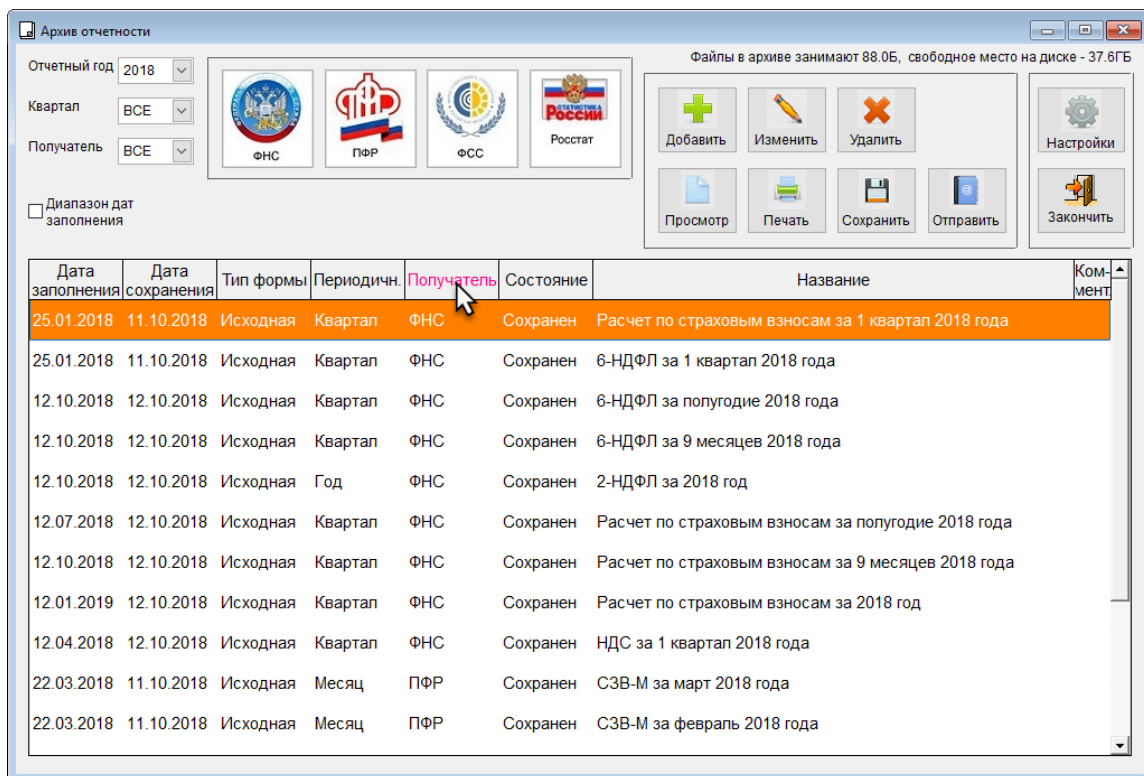 Архив отчетности
Файлы в архиве занимают 88.0Б, свободное место на диске - 37.6ГБ
Отчетный год 2018
Квартал ВСЕ
Получатель ВСЕ
Диапазон дат
заполнения
ФНС
ПФР
ФСС
СТАТИСТИКА
России
Росстат
Добавить Изменить Удалить
Просмотр Печать Сохранить Отправить
Настройки
Закончить
Дата заполнения Дата сохранения Тип формы Периодичн. Получатель Состояние Название Ком-мент
25.01.2018 11.10.2018 Исходная Квартал ФНС Сохранен Расчет по страховым взносам за 1 квартал 2018 года
25.01.2018 11.10.2018 Исходная Квартал ФНС Сохранен 6-НДФЛ за 1 квартал 2018 года
12.10.2018 12.10.2018 Исходная Квартал ФНС Сохранен 6-НДФЛ за полугодие 2018 года
12.10.2018 12.10.2018 Исходная Квартал ФНС Сохранен 6-НДФЛ за 9 месяцев 2018 года
12.10.2018 12.10.2018 Исходная Год ФНС Сохранен 2-НДФЛ за 2018 год
12.07.2018 12.10.2018 Исходная Квартал ФНС Сохранен Расчет по страховым взносам за полугодие 2018 года
12.10.2018 12.10.2018 Исходная Квартал ФНС Сохранен Расчет по страховым взносам за 9 месяцев 2018 года
12.01.2019 12.10.2018 Исходная Квартал ФНС Сохранен Расчет по страховым взносам за 2018 год
12.04.2018 12.10.2018 Исходная Квартал ФНС Сохранен НДС за 1 квартал 2018 года
22.03.2018 11.10.2018 Исходная Месяц ПФР Сохранен СЗВ-М за март 2018 года
22.03.2018 11.10.2018 Исходная Месяц ПФР Сохранен СЗВ-М за февраль 2018 года